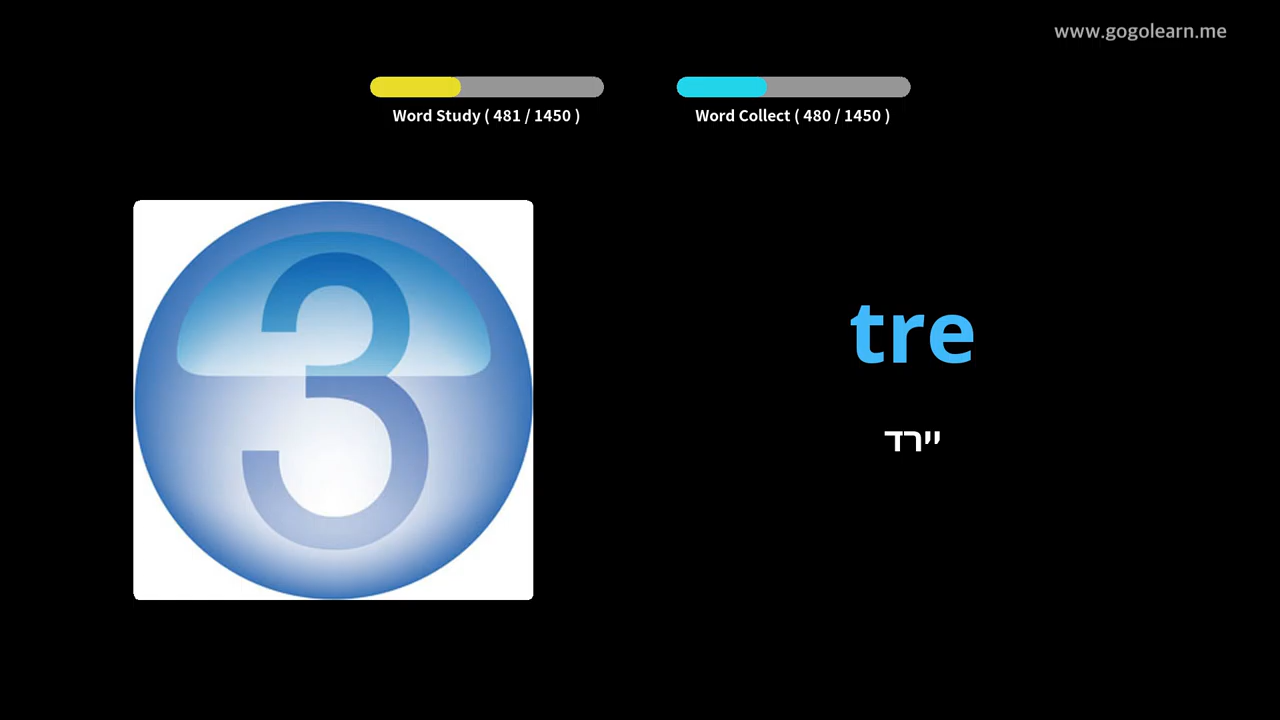 www.gogolearn.me
Word Study ( 481 / 1450 )
Word Collect ( 480 / 1450 )
3
tre
יירד